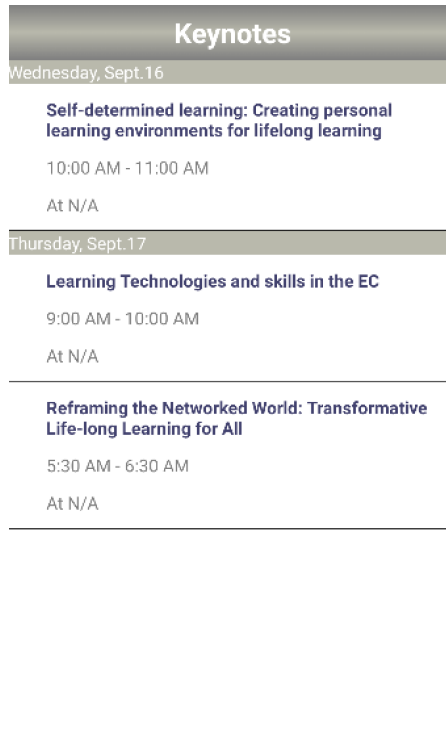 Keynotes
Wednesday, Sept.16
Self-determined learning: Creating personal
learning environments for lifelong learning
10:00 AM - 11:00 AM
At N/A
Thursday, Sept.17
Learning Technologies and skills in the EC
9:00 AM - 10:00 AM
At N/A
Reframing the Networked World: Transformative
Life-long Learning for All
5:30 AM - 6:30 AM
At N/A